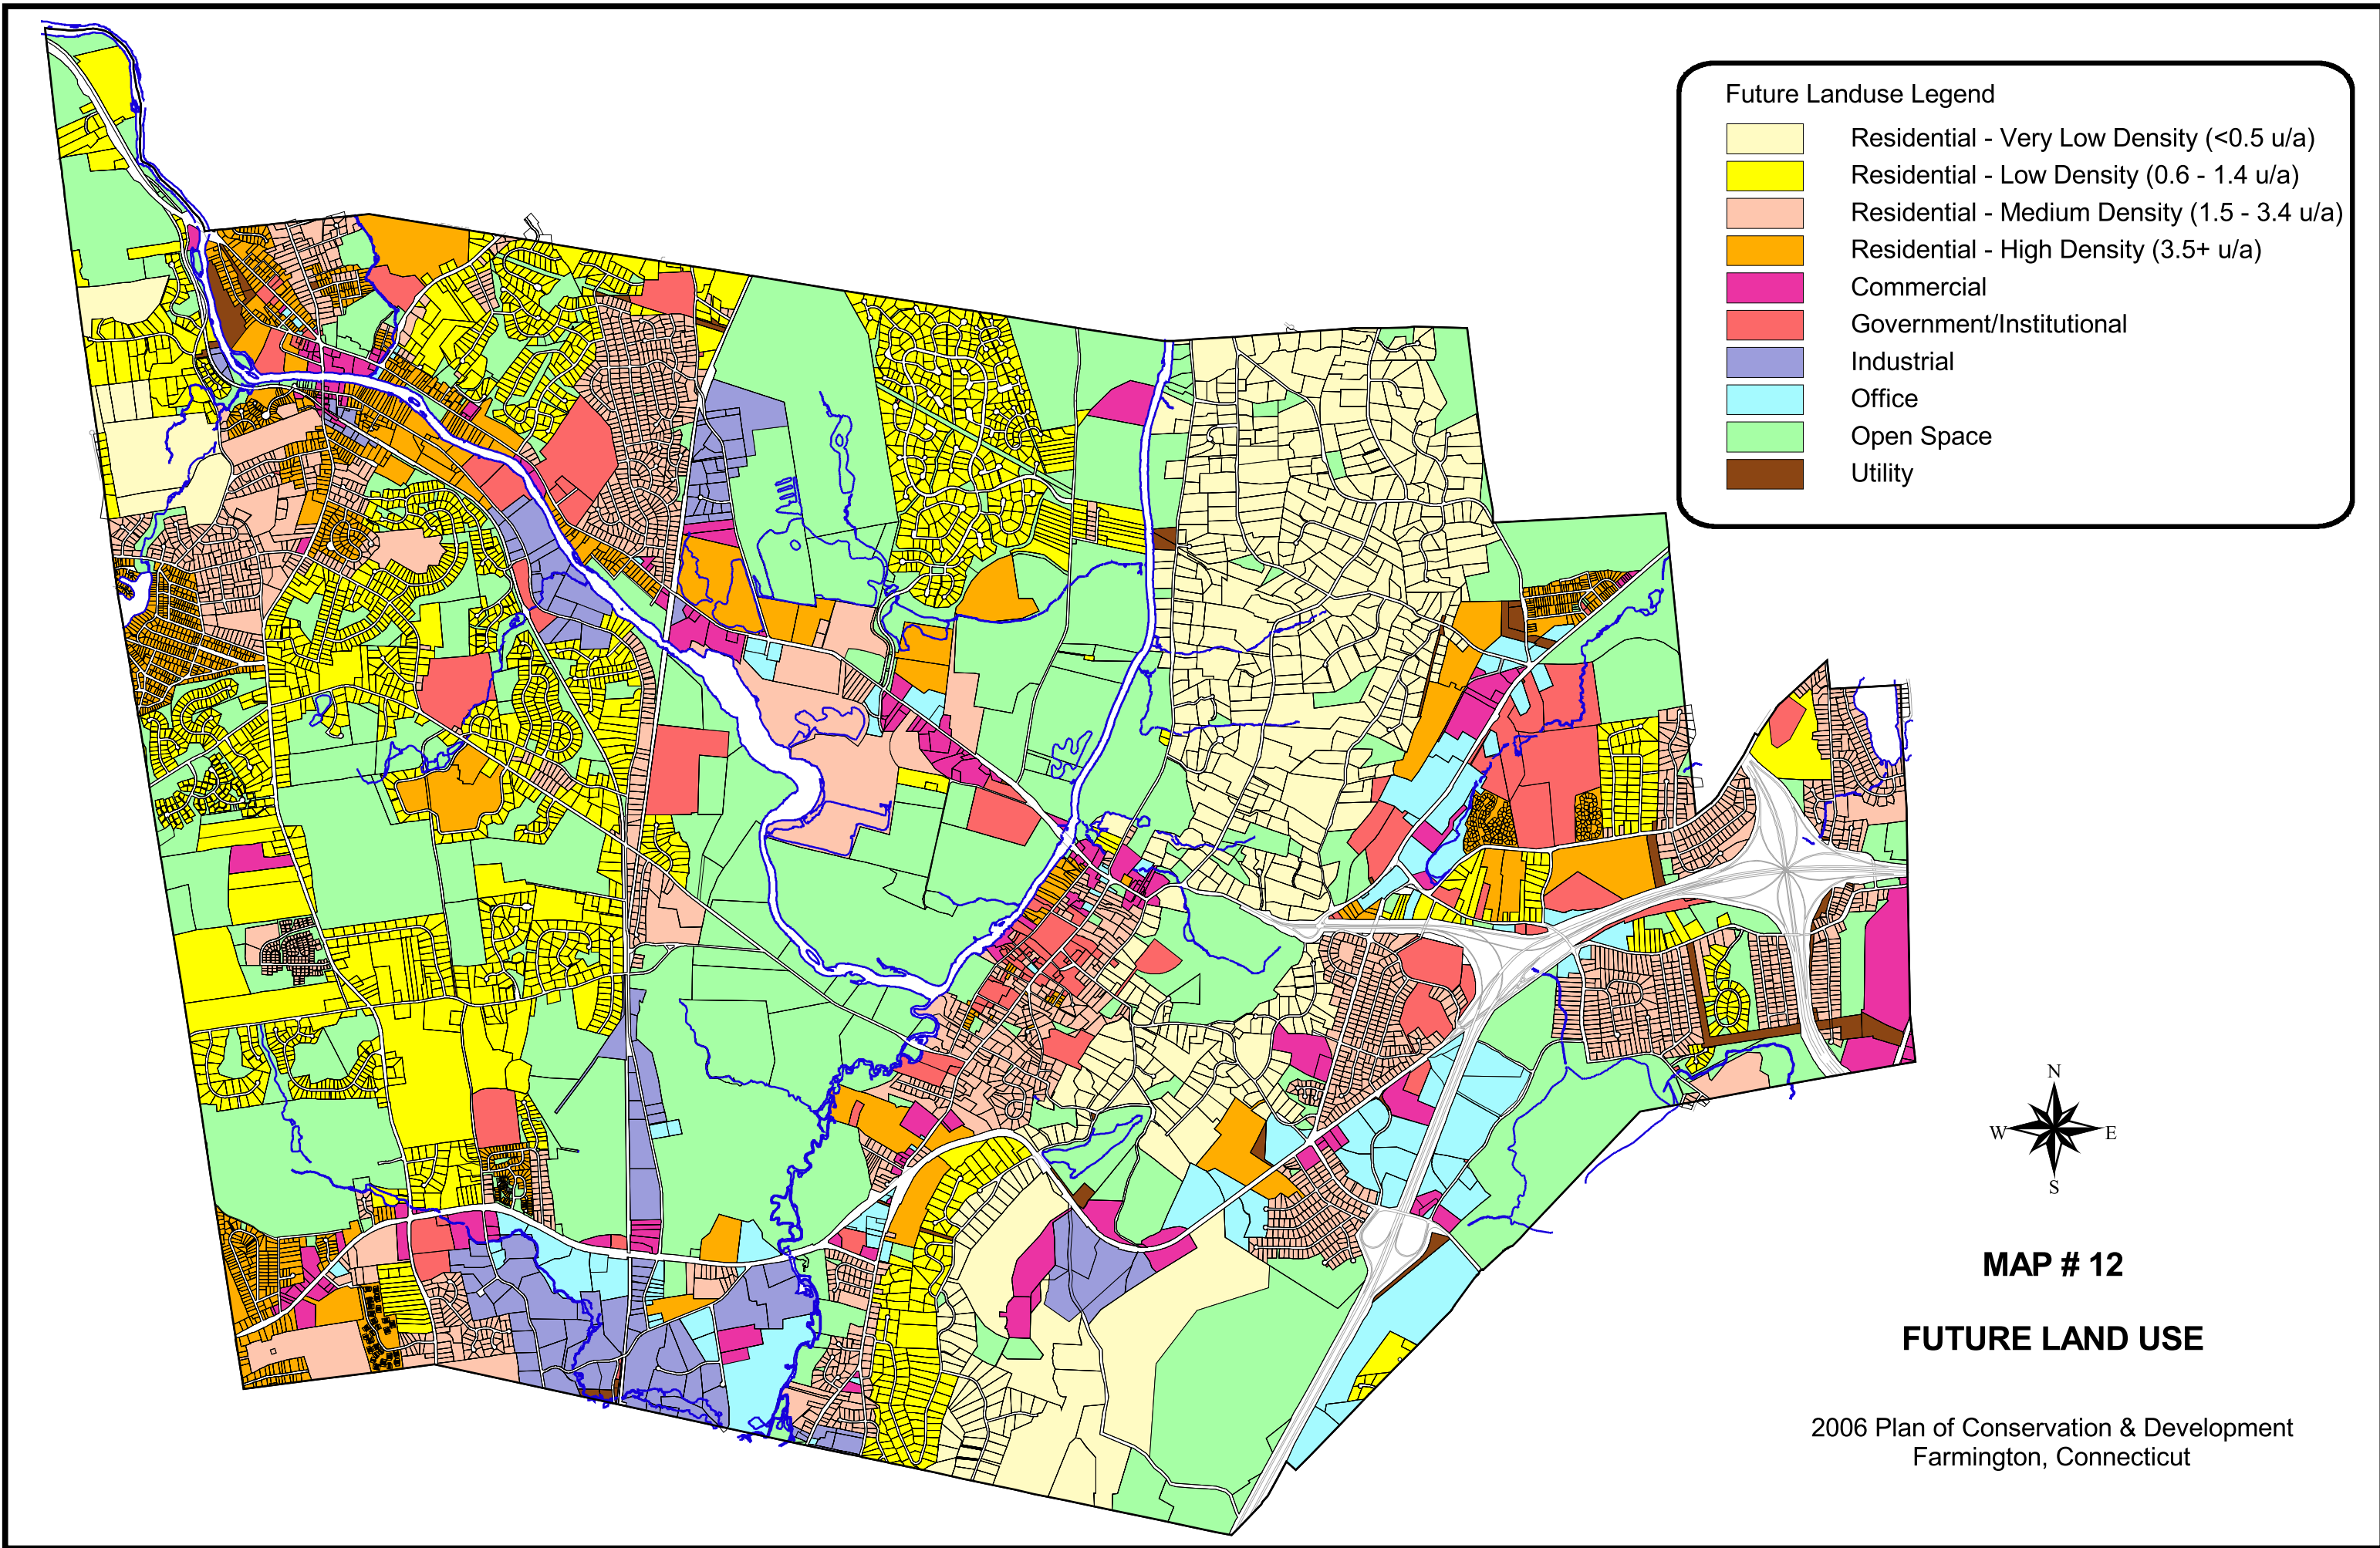 Future Landuse Legend
Residential - Very Low Density (<0.5 u/a)
Residential - Low Density (0.6 - 1.4 u/a)
Residential - Medium Density (1.5 - 3.4 u/a)
Residential - High Density (3.5+ u/a)
Commercial
Government/Institutional
Industrial
Office
Open Space
Utility
N
W E
S
MAP # 12
FUTURE LAND USE
2006 Plan of Conservation & Development
Farmington, Connecticut